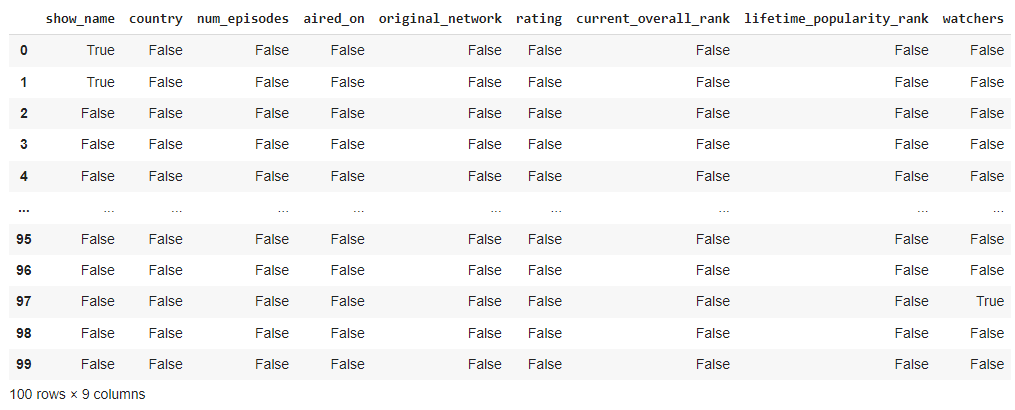 show_name country num_episodes aired_on original_network rating current_overall_rank lifetime_popularity_rank watchers
0 True False False False False False False False False
1 True False False False False False False False False
2 False False False False False False False False False
3 False False False False False False False False False
4 False False False False False False False False False
... ... ... ... ... ... ... ... ... ...
95 False False False False False False False False False
96 False False False False False False False False False
97 False False False False False False False False True
98 False False False False False False False False False
99 False False False False False False False False False
100 rows × 9 columns